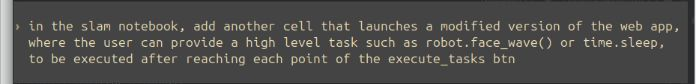 › in the slam notebook, add another cell that launches a modified version of the web app,
where the user can provide a high level task such as robot.face_wave() or time.sleep,
to be executed after reaching each point of the execute_tasks btn